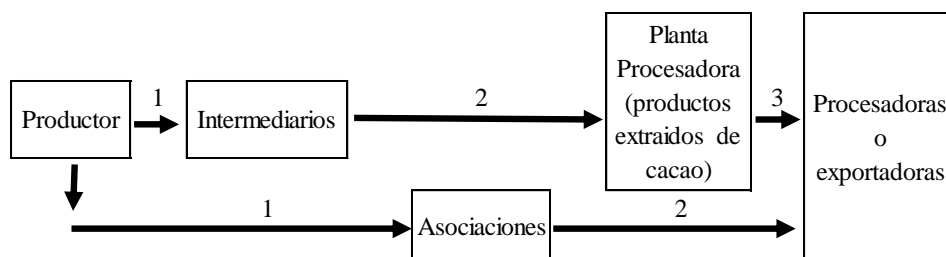 Productor
1
Intermediarios
2
Planta
Procesadora
(productos
extraidos de
cacao)
3
Procesadoras
o
exportadoras
1
Asociaciones
2